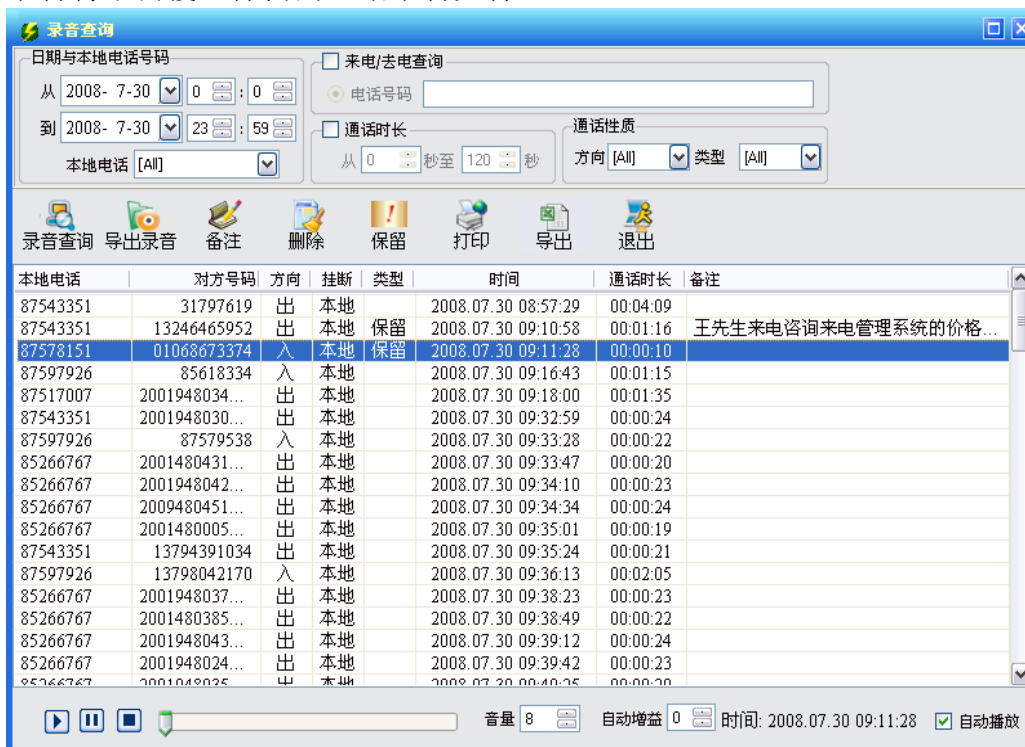 录音查询
日期与本地电话号码
从 2008- 7-30 0 : 0
到 2008- 7-30 23 : 59
本地电话 [All]
来电/去电查询
电话号码
通话时长
从 0 秒至 120 秒
通话性质
方向 [All] 类型 [All]
录音查询 导出录音 备注 删除 保留 打印 导出 退出
本地电话 对方号码 方向 挂断 类型 时间 通话时长 备注
87543351 31797619 出 本地 2008.07.30 08:57:29 00:04:09
87543351 13246465952 出 本地 保留 2008.07.30 09:10:58 00:01:16 王先生来电咨询来电管理系统的价格...
87578151 01068673374 入 本地 保留 2008.07.30 09:11:28 00:00:10
87597926 85618334 入 本地 2008.07.30 09:16:43 00:01:15
87517007 2001948034... 出 本地 2008.07.30 09:18:00 00:01:35
87543351 2001948030... 出 本地 2008.07.30 09:32:59 00:00:24
87597926 87579538 入 本地 2008.07.30 09:33:28 00:00:22
85266767 2001480431... 出 本地 2008.07.30 09:33:47 00:00:20
85266767 2001948042... 出 本地 2008.07.30 09:34:10 00:00:23
85266767 2009480451... 出 本地 2008.07.30 09:34:34 00:00:24
85266767 2001480005... 出 本地 2008.07.30 09:35:01 00:00:19
87543351 13794391034 出 本地 2008.07.30 09:35:24 00:00:21
87597926 13798042170 入 本地 2008.07.30 09:36:13 00:02:05
85266767 2001948037... 出 本地 2008.07.30 09:38:23 00:00:23
85266767 2001480385... 出 本地 2008.07.30 09:38:49 00:00:22
85266767 2001948043... 出 本地 2008.07.30 09:39:12 00:00:24
85266767 2001948024... 出 本地 2008.07.30 09:39:42 00:00:23
音量 8 自动增益 0 时间: 2008.07.30 09:11:28 自动播放